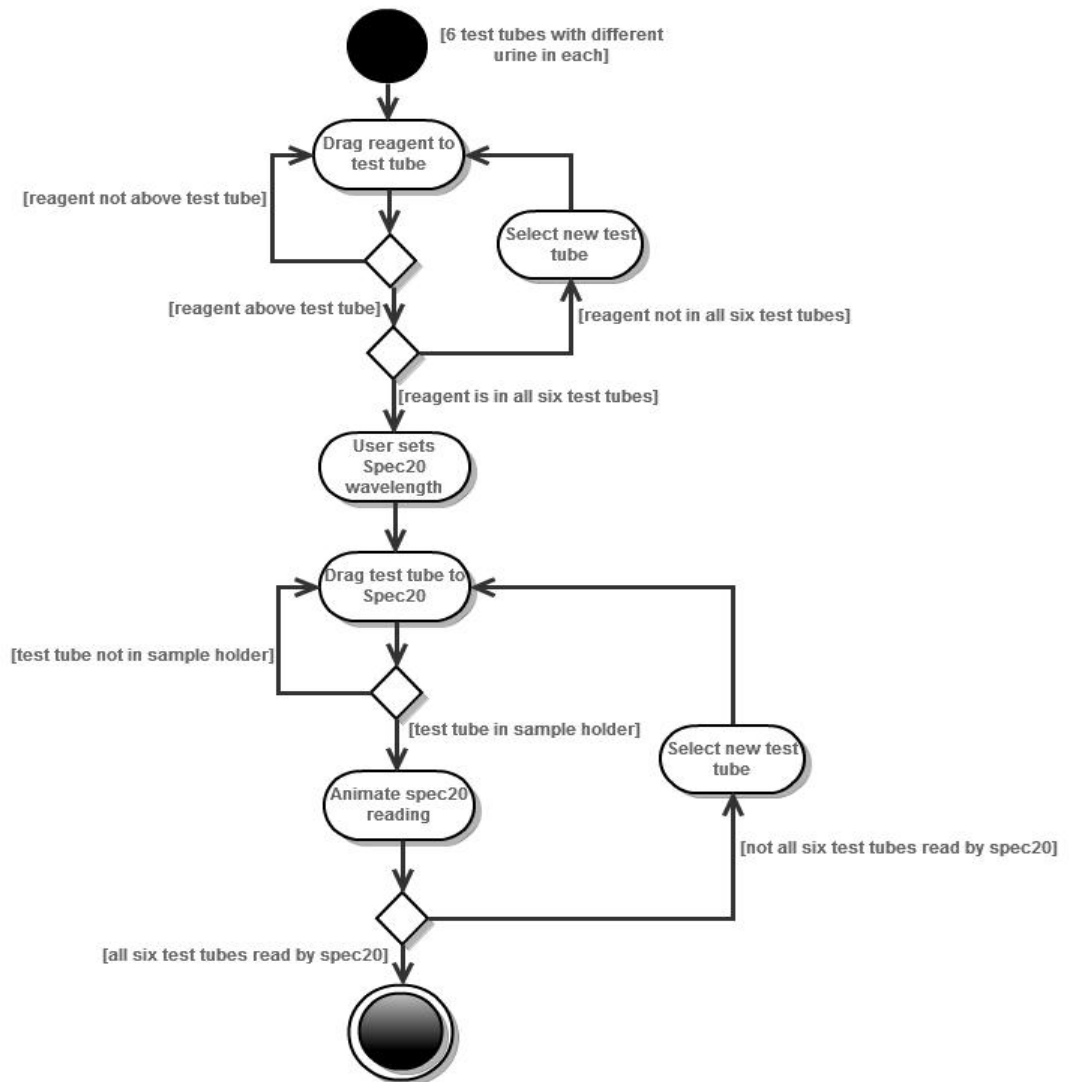 [6 test tubes with different
urine in each]
Drag reagent to
test tube
[reagent not above test tube]
Select new test
tube
[reagent above test tube]
[reagent not in all six test tubes]
[reagent is in all six test tubes]
User sets
Spec20
wavelength
Drag test tube to
Spec20
[test tube not in sample holder]
[test tube in sample holder]
Select new test
tube
Animate spec20
reading
[not all six test tubes read by spec20]
[all six test tubes read by spec20]